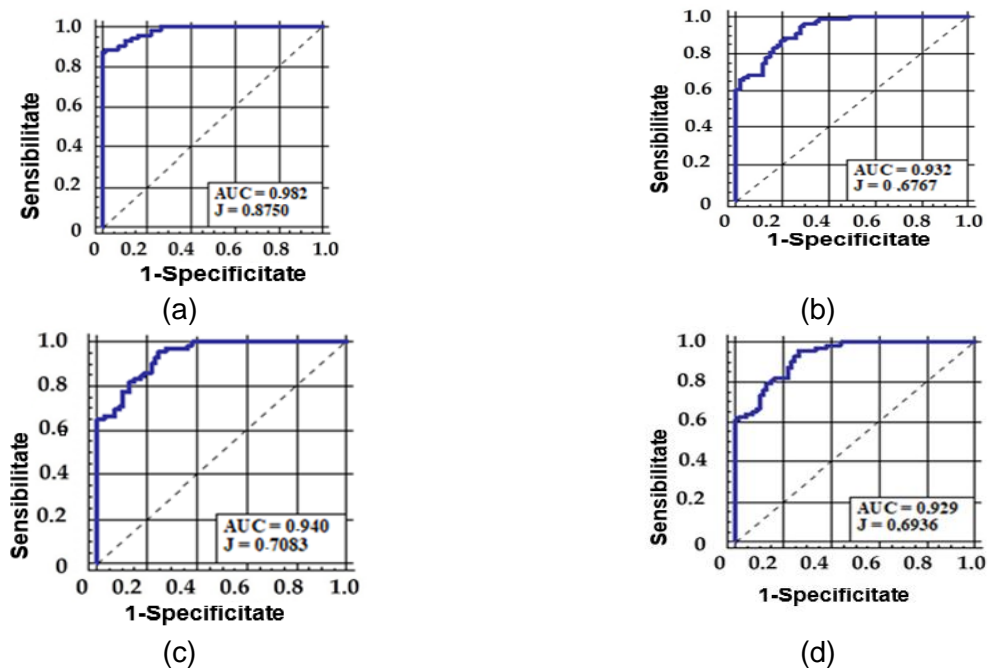 1.0
0.8
0.6
0.4
0.2
0
Sensibilitate
AUC = 0.982
J = 0.8750
0 0.2 0.4 0.6 0.8 1.0
1-Specificitate
(a)
1.0
0.8
0.6
0.4
0.2
0
Sensibilitate
AUC = 0.932
J = 0 .6767
0 0.2 0.4 0.6 0.8 1.0
1-Specificitate
(b)
1.0
0.8
0.6
0.4
0.2
0
Sensibilitate
AUC = 0.940
J = 0.7083
0 0.2 0.4 0.6 0.8 1.0
1-Specificitate
(c)
1.0
0.8
0.6
0.4
0.2
0
Sensibilitate
AUC = 0.929
J = 0.6936
0 0.2 0.4 0.6 0.8 1.0
1-Specificitate
(d)